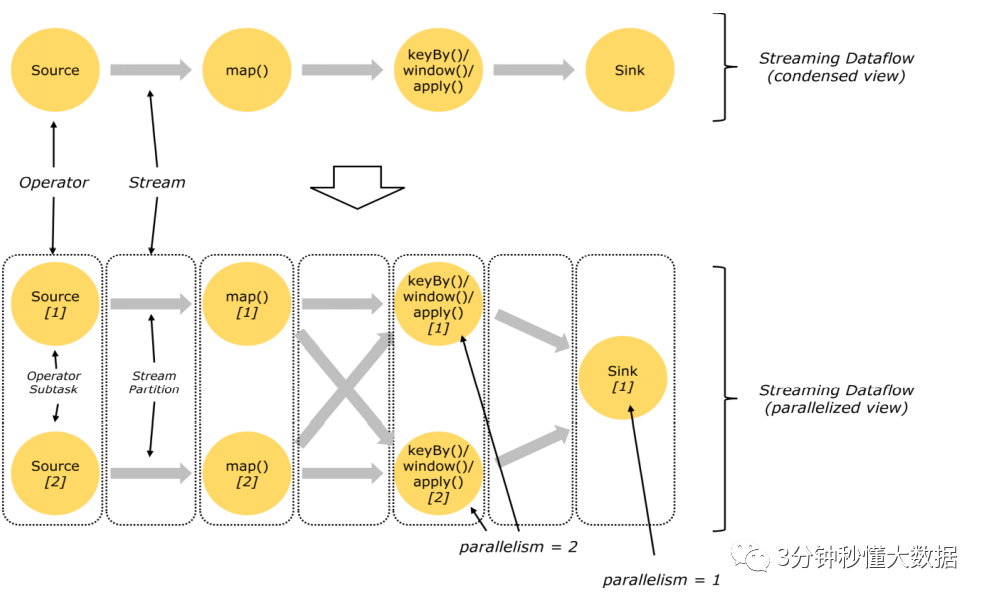 Source
map()
keyBy()/
window()/
apply()
Sink
Streaming Dataflow
(condensed view)
Operator
Stream
Source
[1]
map()
[1]
keyBy()/
window()/
apply()
[1]
Operator
Subtask
Stream
Partition
Sink
[1]
Streaming Dataflow
(parallelized view)
Source
[2]
map()
[2]
keyBy()/
window()/
apply()
[2]
parallelism = 2
parallelism = 1
3分钟秒懂大数据